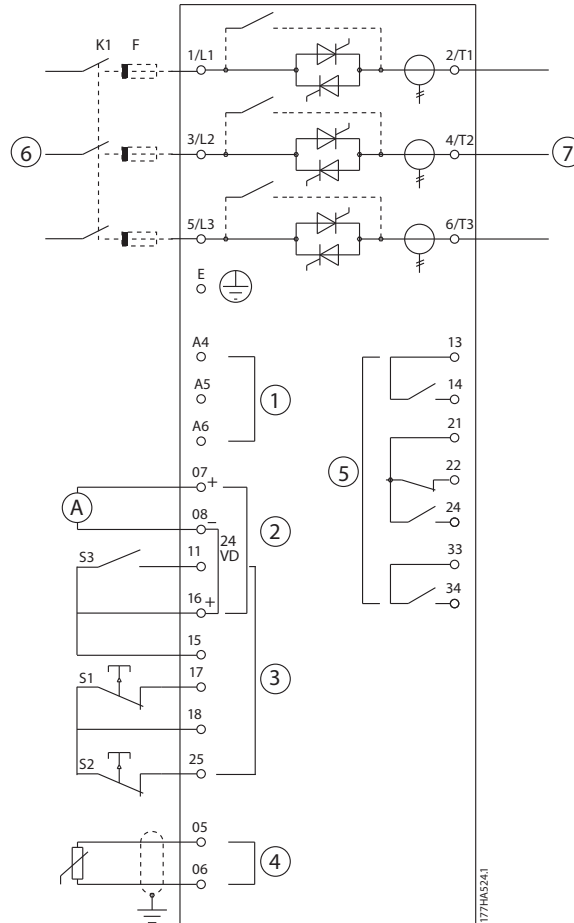 K1 F 1/L1 2/T1
6 3/L2 4/T2 7
5/L3 6/T3
E
A4 13
A5 1 14
A6 21
07 + 5 22
A 08 – 2 24
24
VD
S3 11 33
16 + 34
15
S1 17 3
18
S2 25
05
4
06
177HA524.1